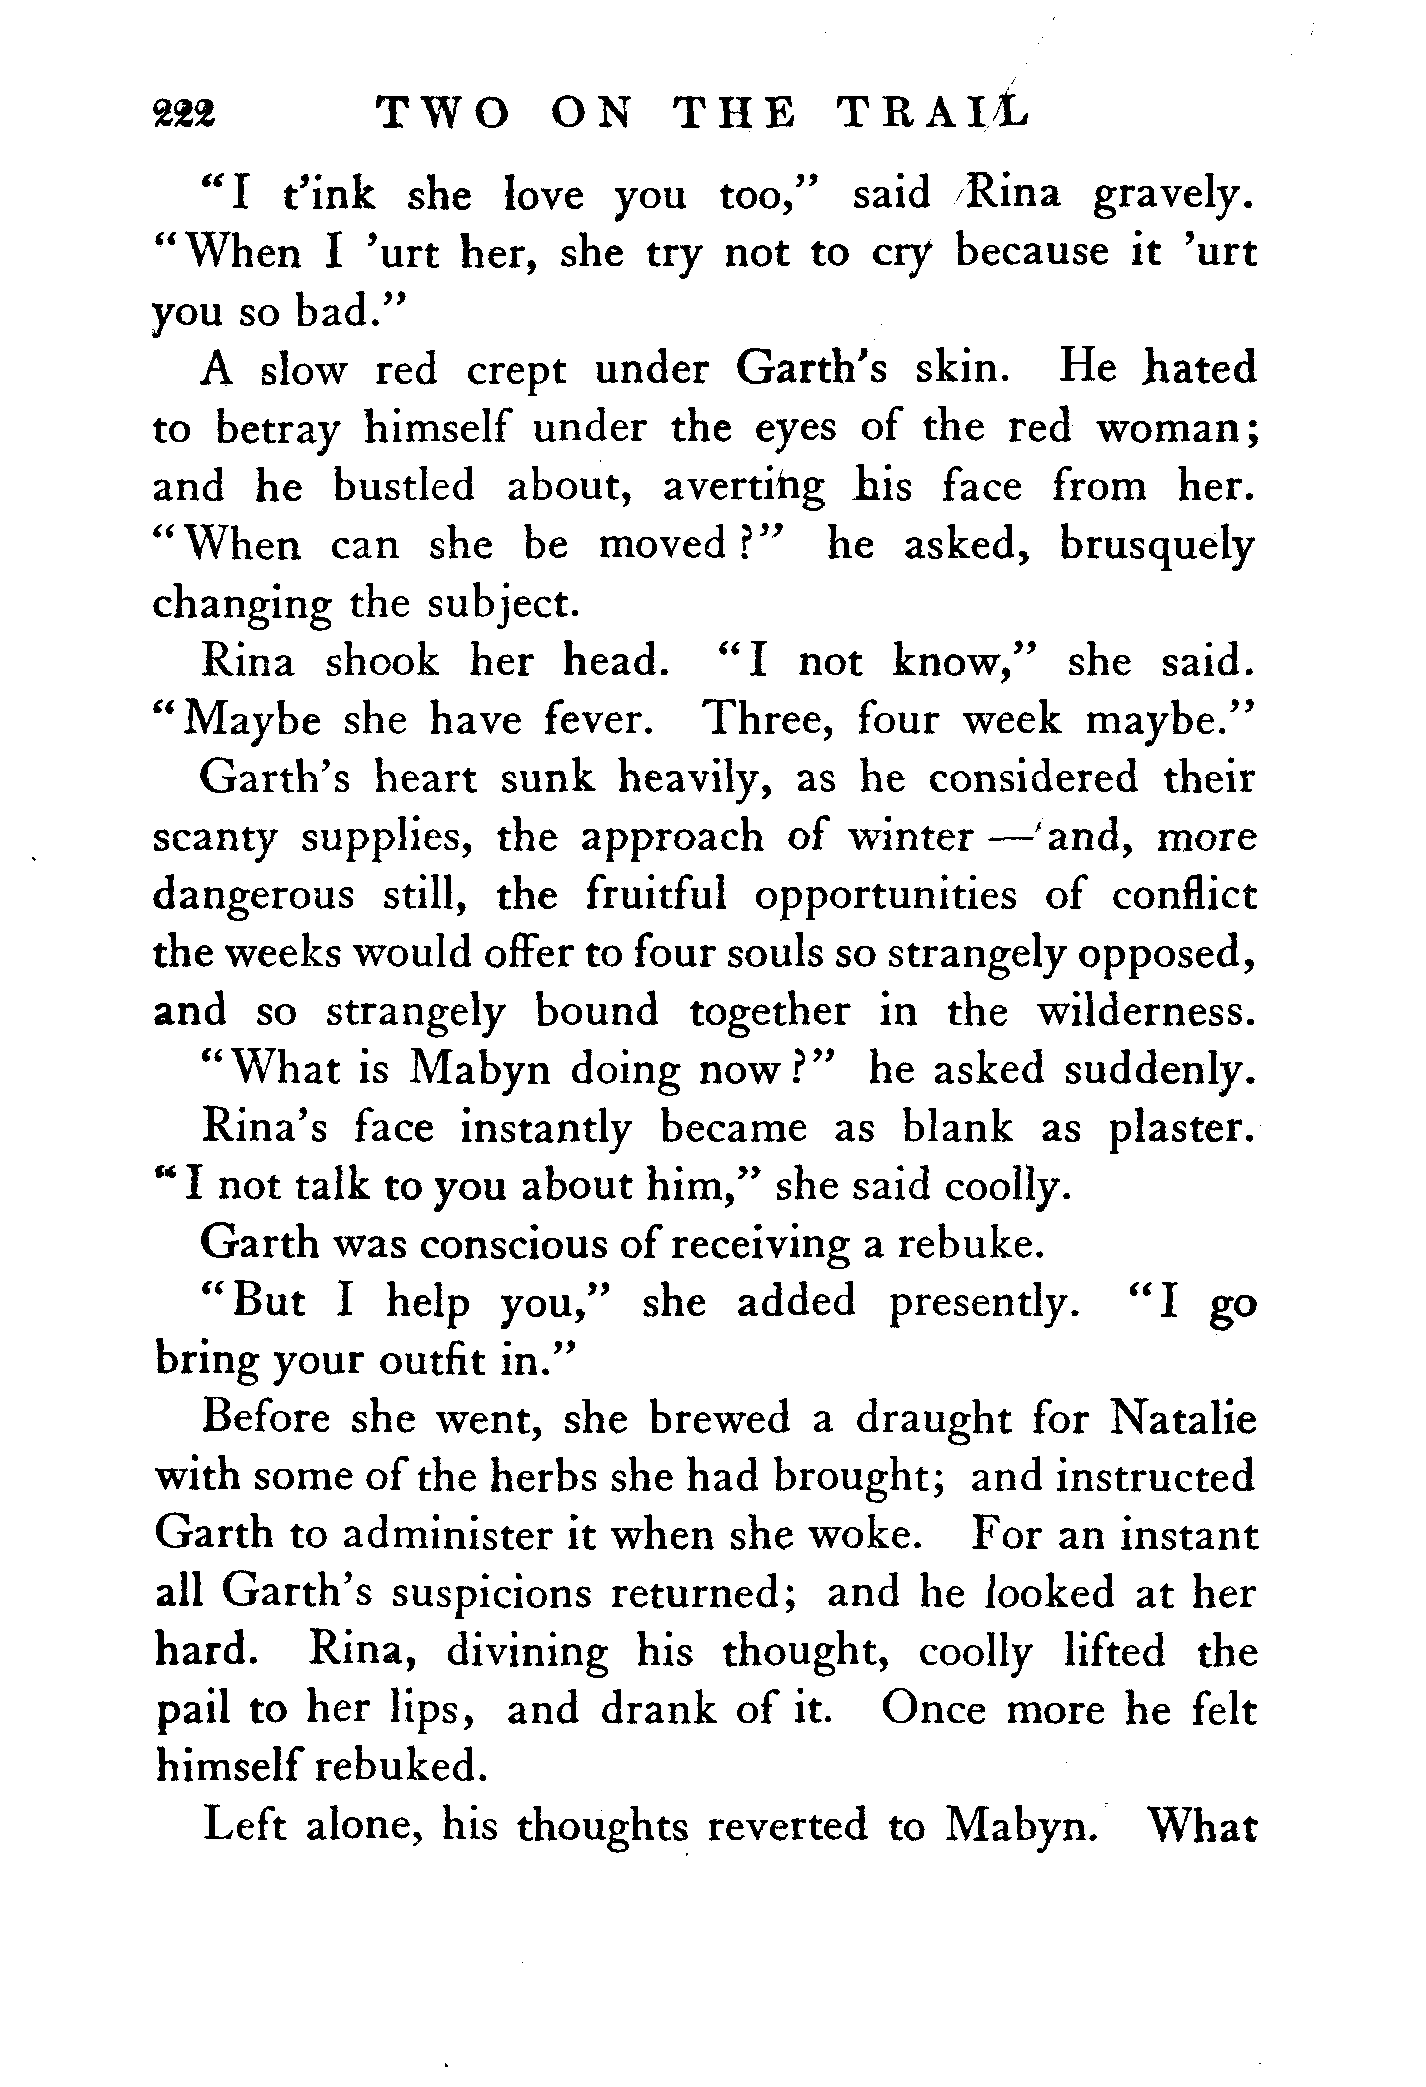 222 TWO ON THE TRAIL
“I t’ink she love you too,” said Rina gravely.
“When I ’urt her, she try not to cry because it ’urt
you so bad.”
A slow red crept under Garth’s skin. He hated
to betray himself under the eyes of the red woman;
and he bustled about, averting his face from her.
“When can she be moved?” he asked, brusquely
changing the subject.
Rina shook her head. “I not know,” she said.
“Maybe she have fever. Three, four week maybe.”
Garth’s heart sunk heavily, as he considered their
scanty supplies, the approach of winter — and, more
dangerous still, the fruitful opportunities of conflict
the weeks would offer to four souls so strangely opposed,
and so strangely bound together in the wilderness.
“What is Mabyn doing now?” he asked suddenly.
Rina’s face instantly became as blank as plaster.
“I not talk to you about him,” she said coolly.
Garth was conscious of receiving a rebuke.
“But I help you,” she added presently. “I go
bring your outfit in.”
Before she went, she brewed a draught for Natalie
with some of the herbs she had brought; and instructed
Garth to administer it when she woke. For an instant
all Garth’s suspicions returned; and he looked at her
hard. Rina, divining his thought, coolly lifted the
pail to her lips, and drank of it. Once more he felt
himself rebuked.
Left alone, his thoughts reverted to Mabyn. What